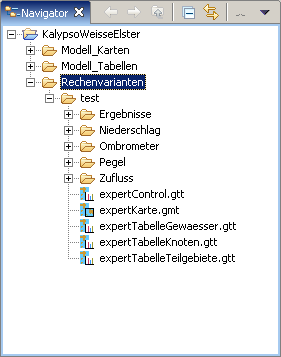 Navigator
KalypsoWeisseElster
Modell_Karten
Modell_Tabellen
Rechenvarianten
test
Ergebnisse
Niederschlag
Ombrometer
Pegel
Zufluss
expertControl.gtt
expertKarte.gmt
expertTabelleGewaesser.gtt
expertTabelleKnoten.gtt
expertTabelleTeilgebiete.gtt